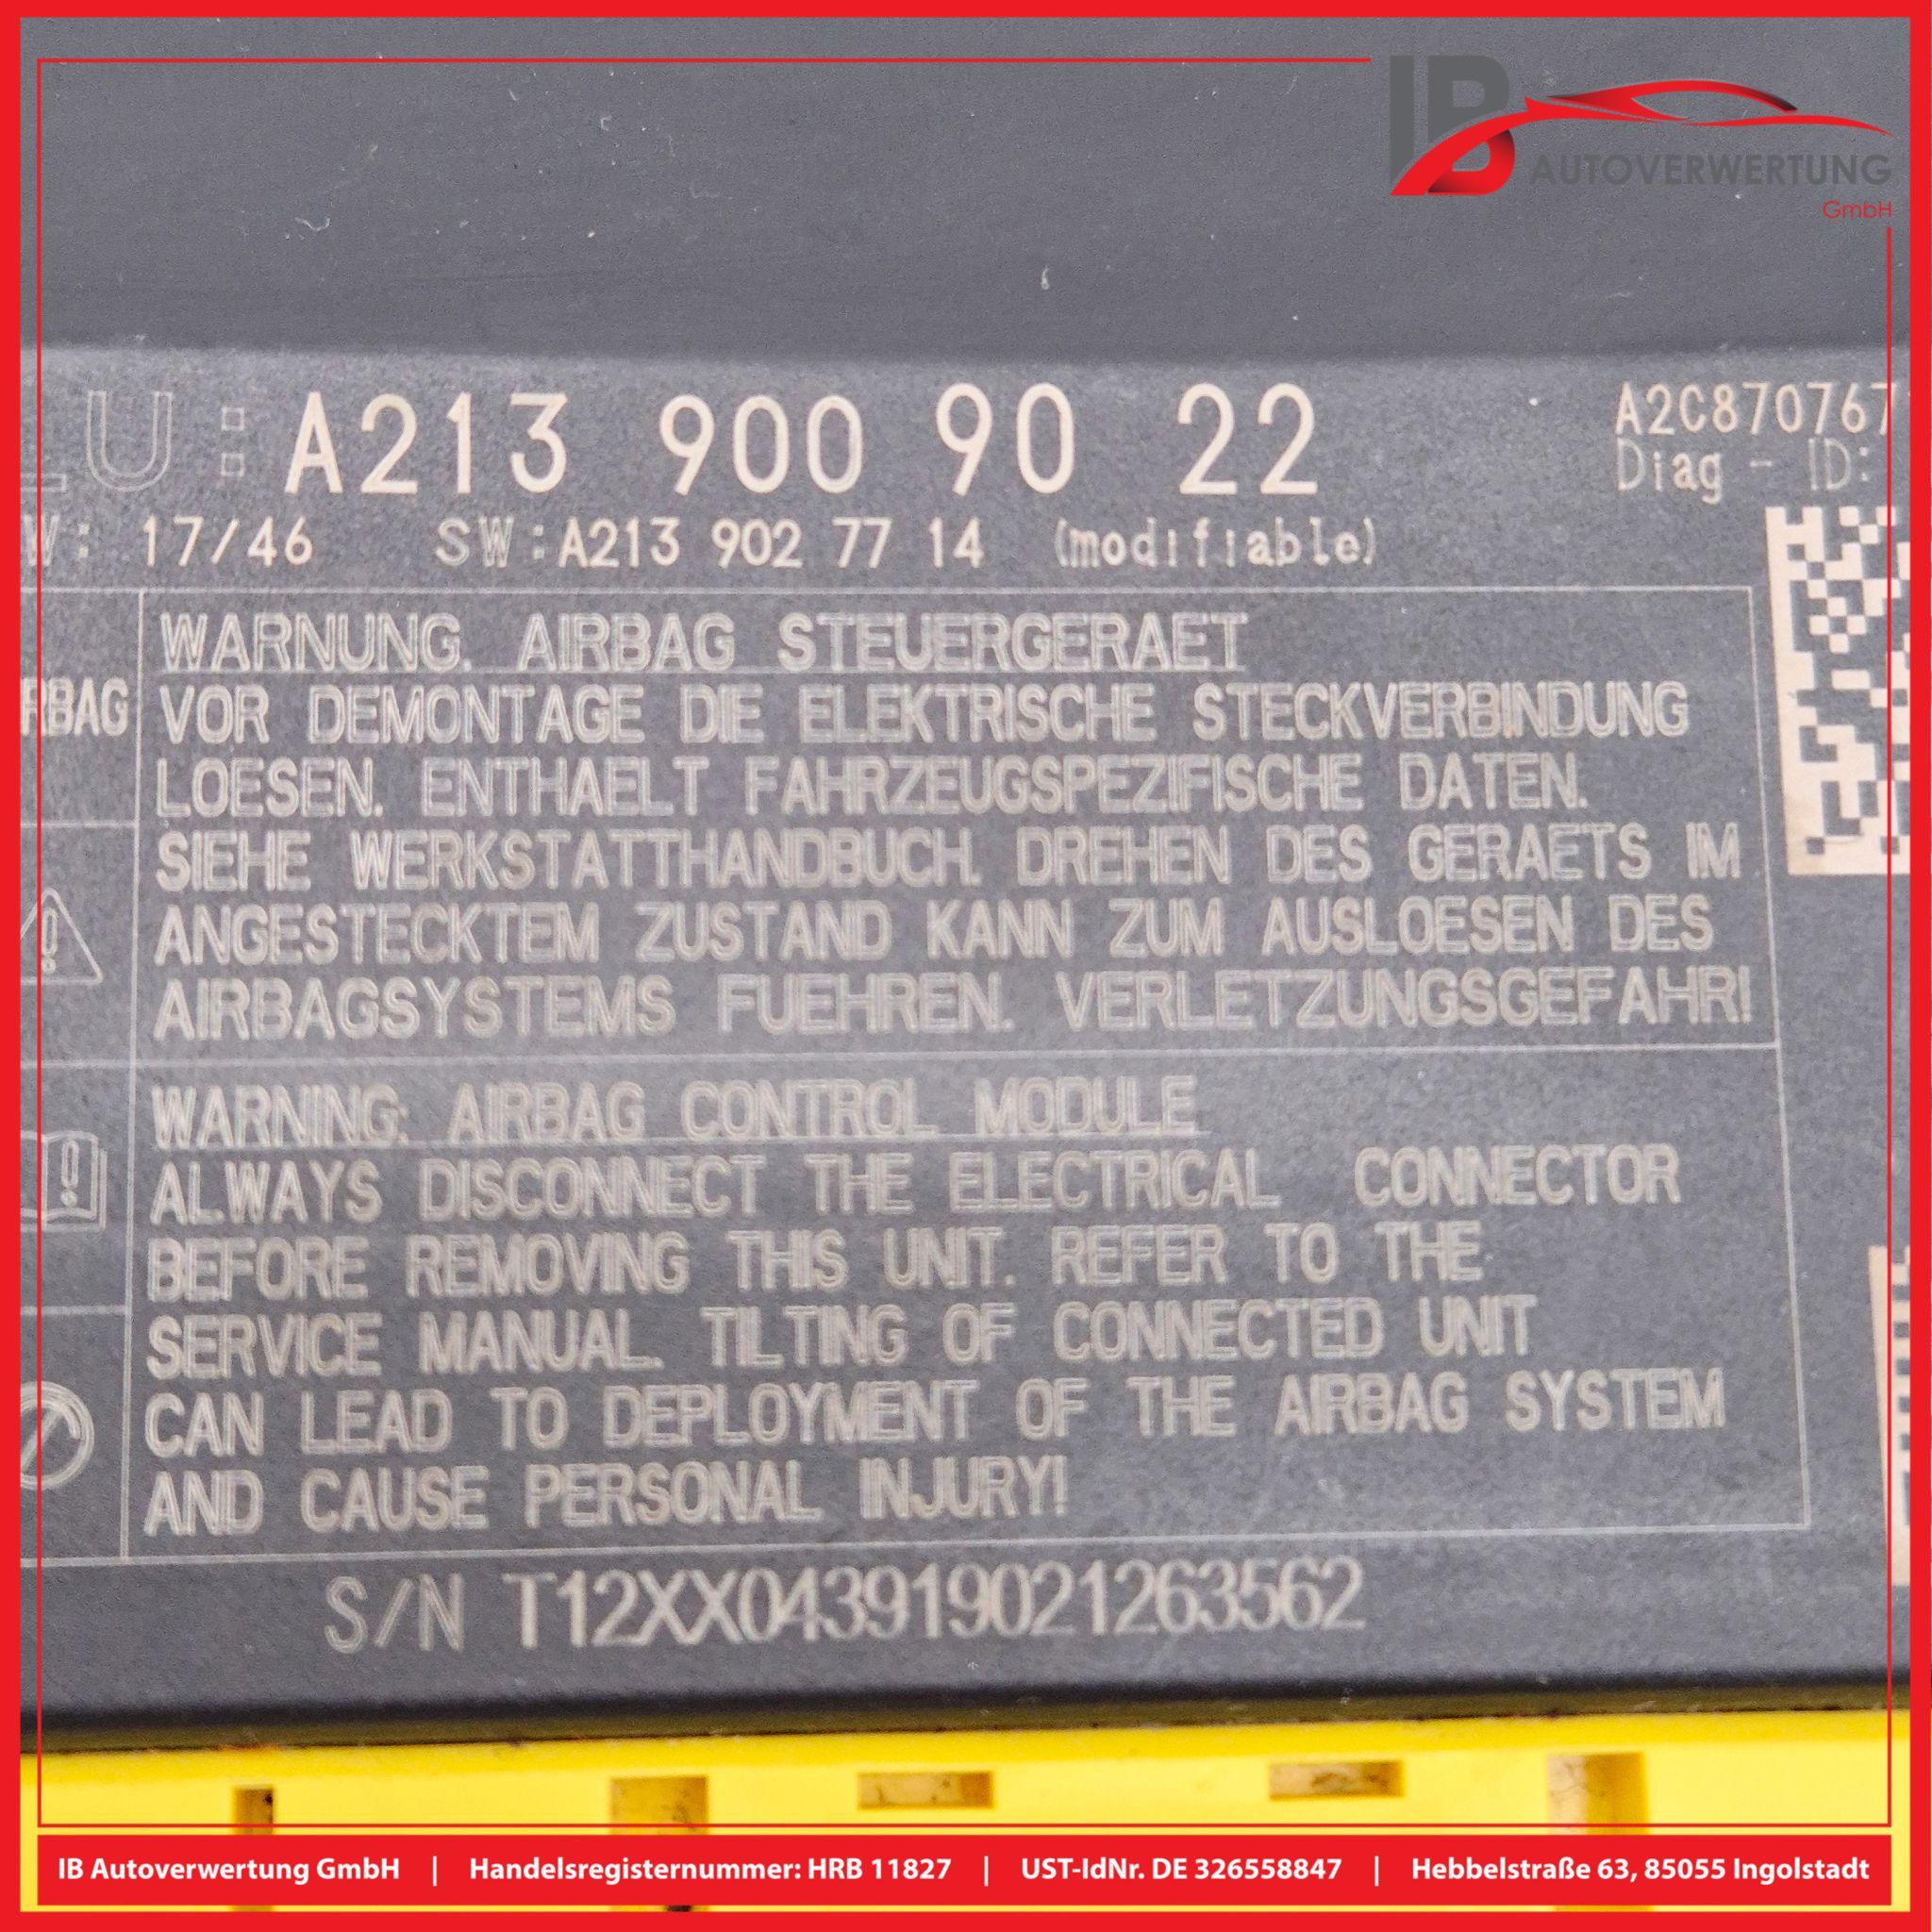 IB
AUTOVERWERTUNG
GmbH
LU: A213 900 90 22
A2C870767
Diag - ID:
W: 17/46 SW:A213 902 77 14 (modifiable)
WARNUNG. AIRBAG STEUERGERAET
RBAG
VOR DEMONTAGE DIE ELEKTRISCHE STECKVERBINDUNG
LOESEN. ENTHAELT FAHRZEUGSPEZIFISCHE DATEN.
SIEHE WERKSTATTHANDBUCH. DREHEN DES GERAETS IM
ANGESTECKTEM ZUSTAND KANN ZUM AUSLOESEN DES
AIRBAGSYSTEMS FUEHREN. VERLETZUNGSGEFAHR!
WARNING: AIRBAG CONTROL MODULE
ALWAYS DISCONNECT THE ELECTRICAL CONNECTOR
BEFORE REMOVING THIS UNIT. REFER TO THE
SERVICE MANUAL. TILTING OF CONNECTED UNIT
CAN LEAD TO DEPLOYMENT OF THE AIRBAG SYSTEM
AND CAUSE PERSONAL INJURY!
S/N T12XX043919021263562
IB Autoverwertung GmbH | Handelsregisternummer: HRB 11827 | UST-IdNr. DE 326558847 | Hebbelstraße 63, 85055 Ingolstadt